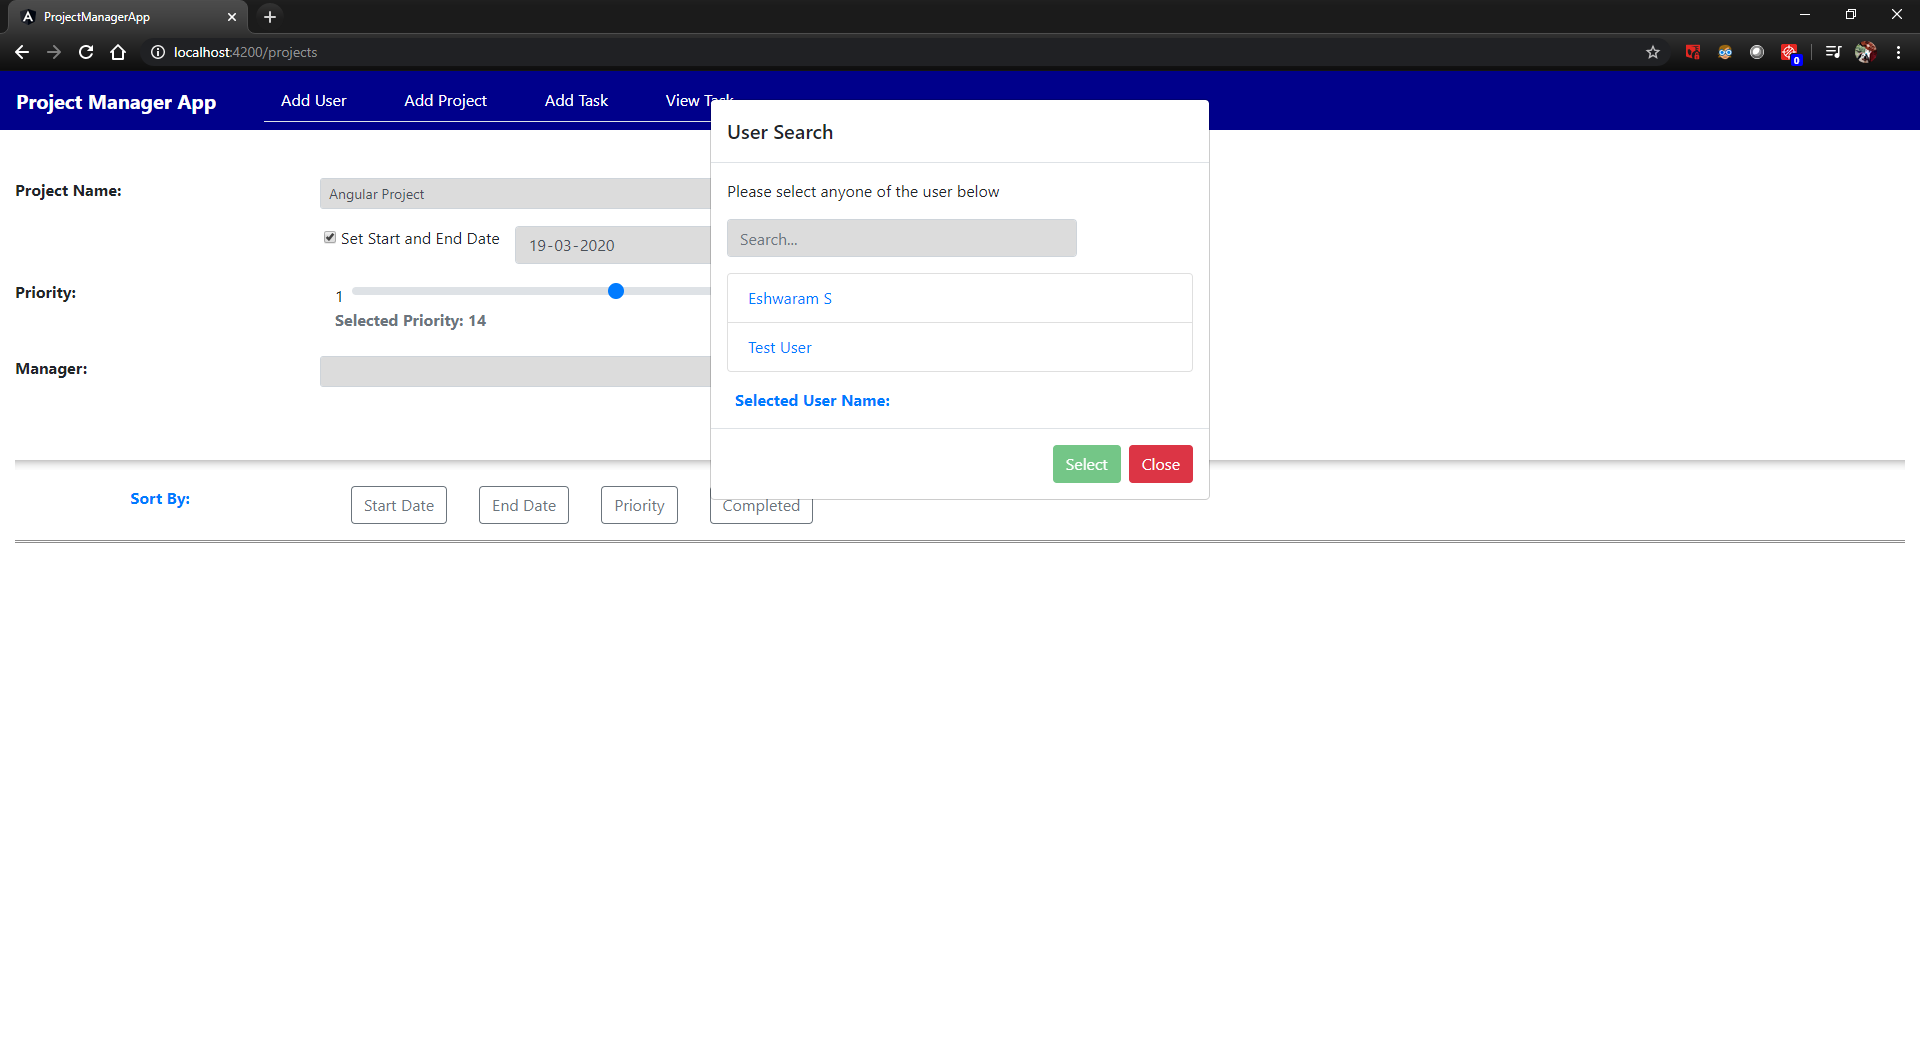 ProjectManagerApp
localhost:4200/projects
0
Project Manager App
Add User
Add Project
Add Task
View Task
User Search
Please select anyone of the user below
Search...
Eshwaram S
Test User
Selected User Name:
Select
Close
Project Name:
Angular Project
Set Start and End Date
19-03-2020
Priority:
1
Selected Priority: 14
Manager:
Sort By:
Start Date
End Date
Priority
Completed